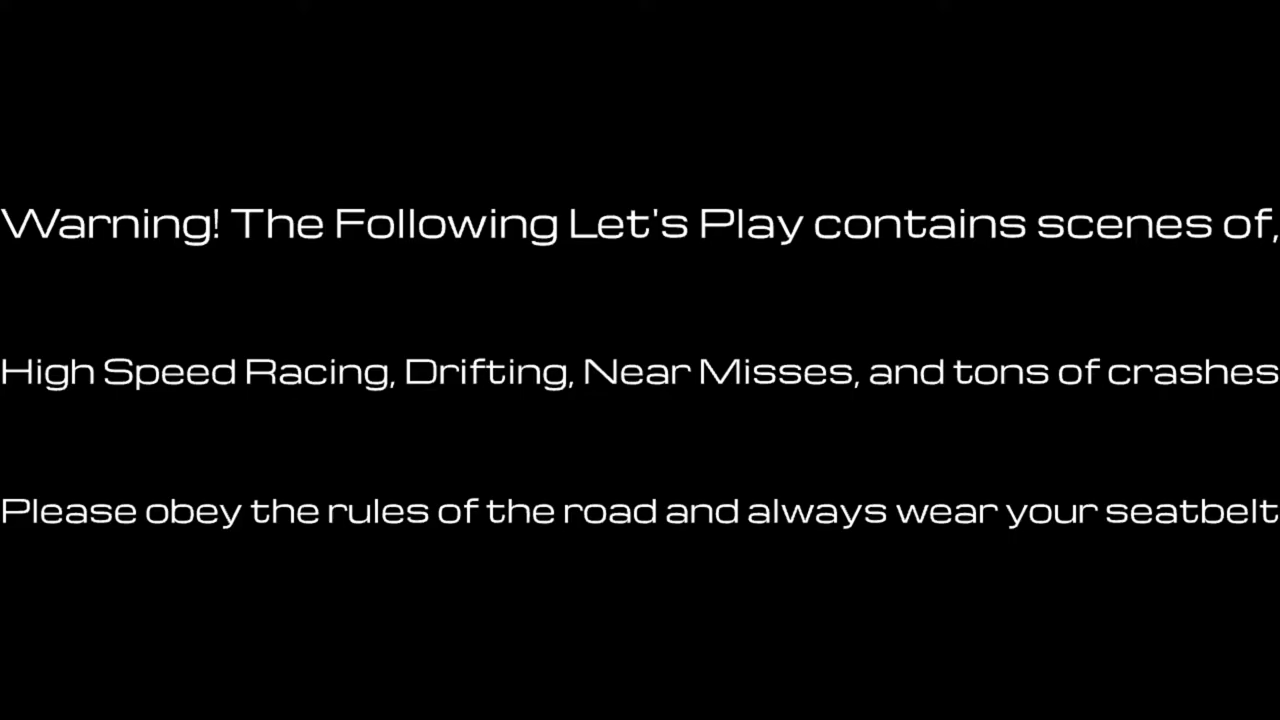 Warning! The Following Let's Play contains scenes of,
High Speed Racing, Drifting, Near Misses, and tons of crashes
Please obey the rules of the road and always wear your seatbelt